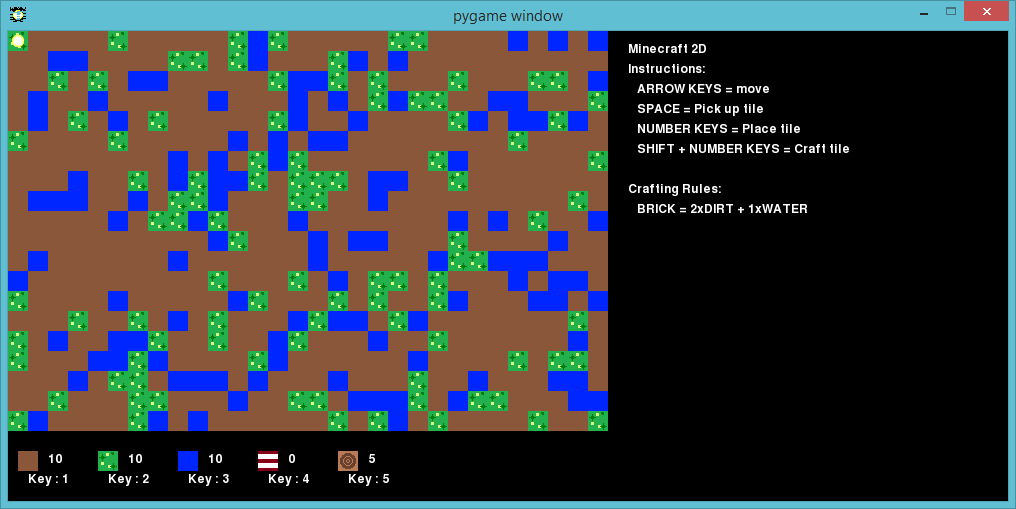 pygame window
Minecraft 2D
Instructions:
ARROW KEYS = move
SPACE = Pick up tile
NUMBER KEYS = Place tile
SHIFT + NUMBER KEYS = Craft tile
Crafting Rules:
BRICK = 2xDIRT + 1xWATER
10 10 10 0 5
Key : 1 Key : 2 Key : 3 Key : 4 Key : 5